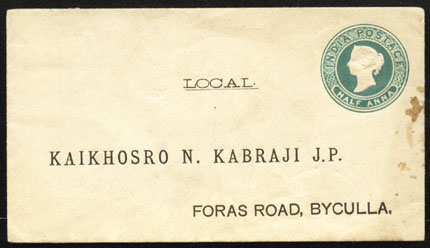 INDIA POSTAGE
HALF ANNA
LOCAL.
KAIKHOSRO N. KABRAJI J.P.
FORAS ROAD, BYCULLA.